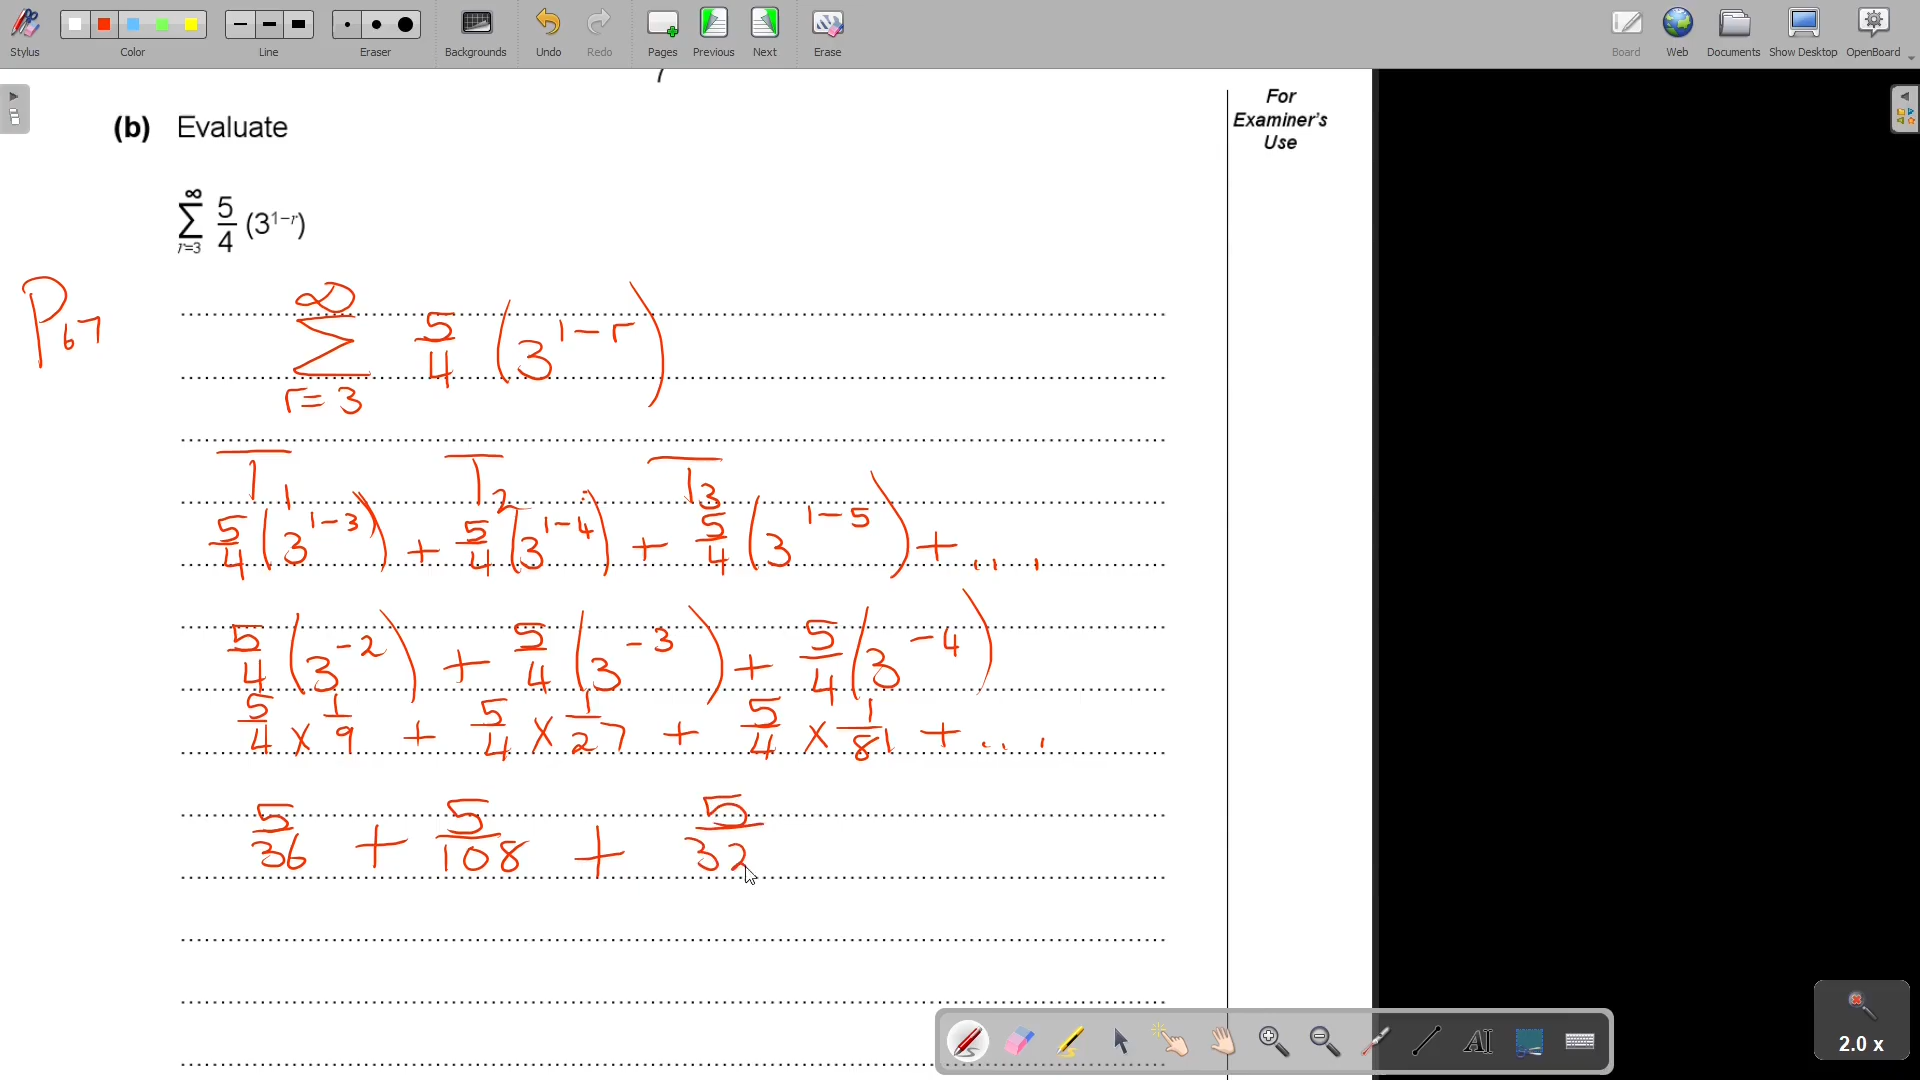 Stylus Color Line Eraser Backgrounds Undo Redo Pages Previous Next Erase Board Web Documents Show Desktop OpenBoard
For
Examiner's
Use
(b) Evaluate
∞
∑ 5/4 (3^{1−r})
r=3
P67
∞
∑ 5/4 (3^{1−r})
r=3
T1 T2 T3
5/4(3^{1−3}) + 5/4(3^{1−4}) + 5/4(3^{1−5}) + ....
5/4(3^{−2}) + 5/4(3^{−3}) + 5/4(3^{−4})
5/4 × 1/9 + 5/4 × 1/27 + 5/4 × 1/81 + ....
5/36 + 5/108 + 5/32
2.0 x